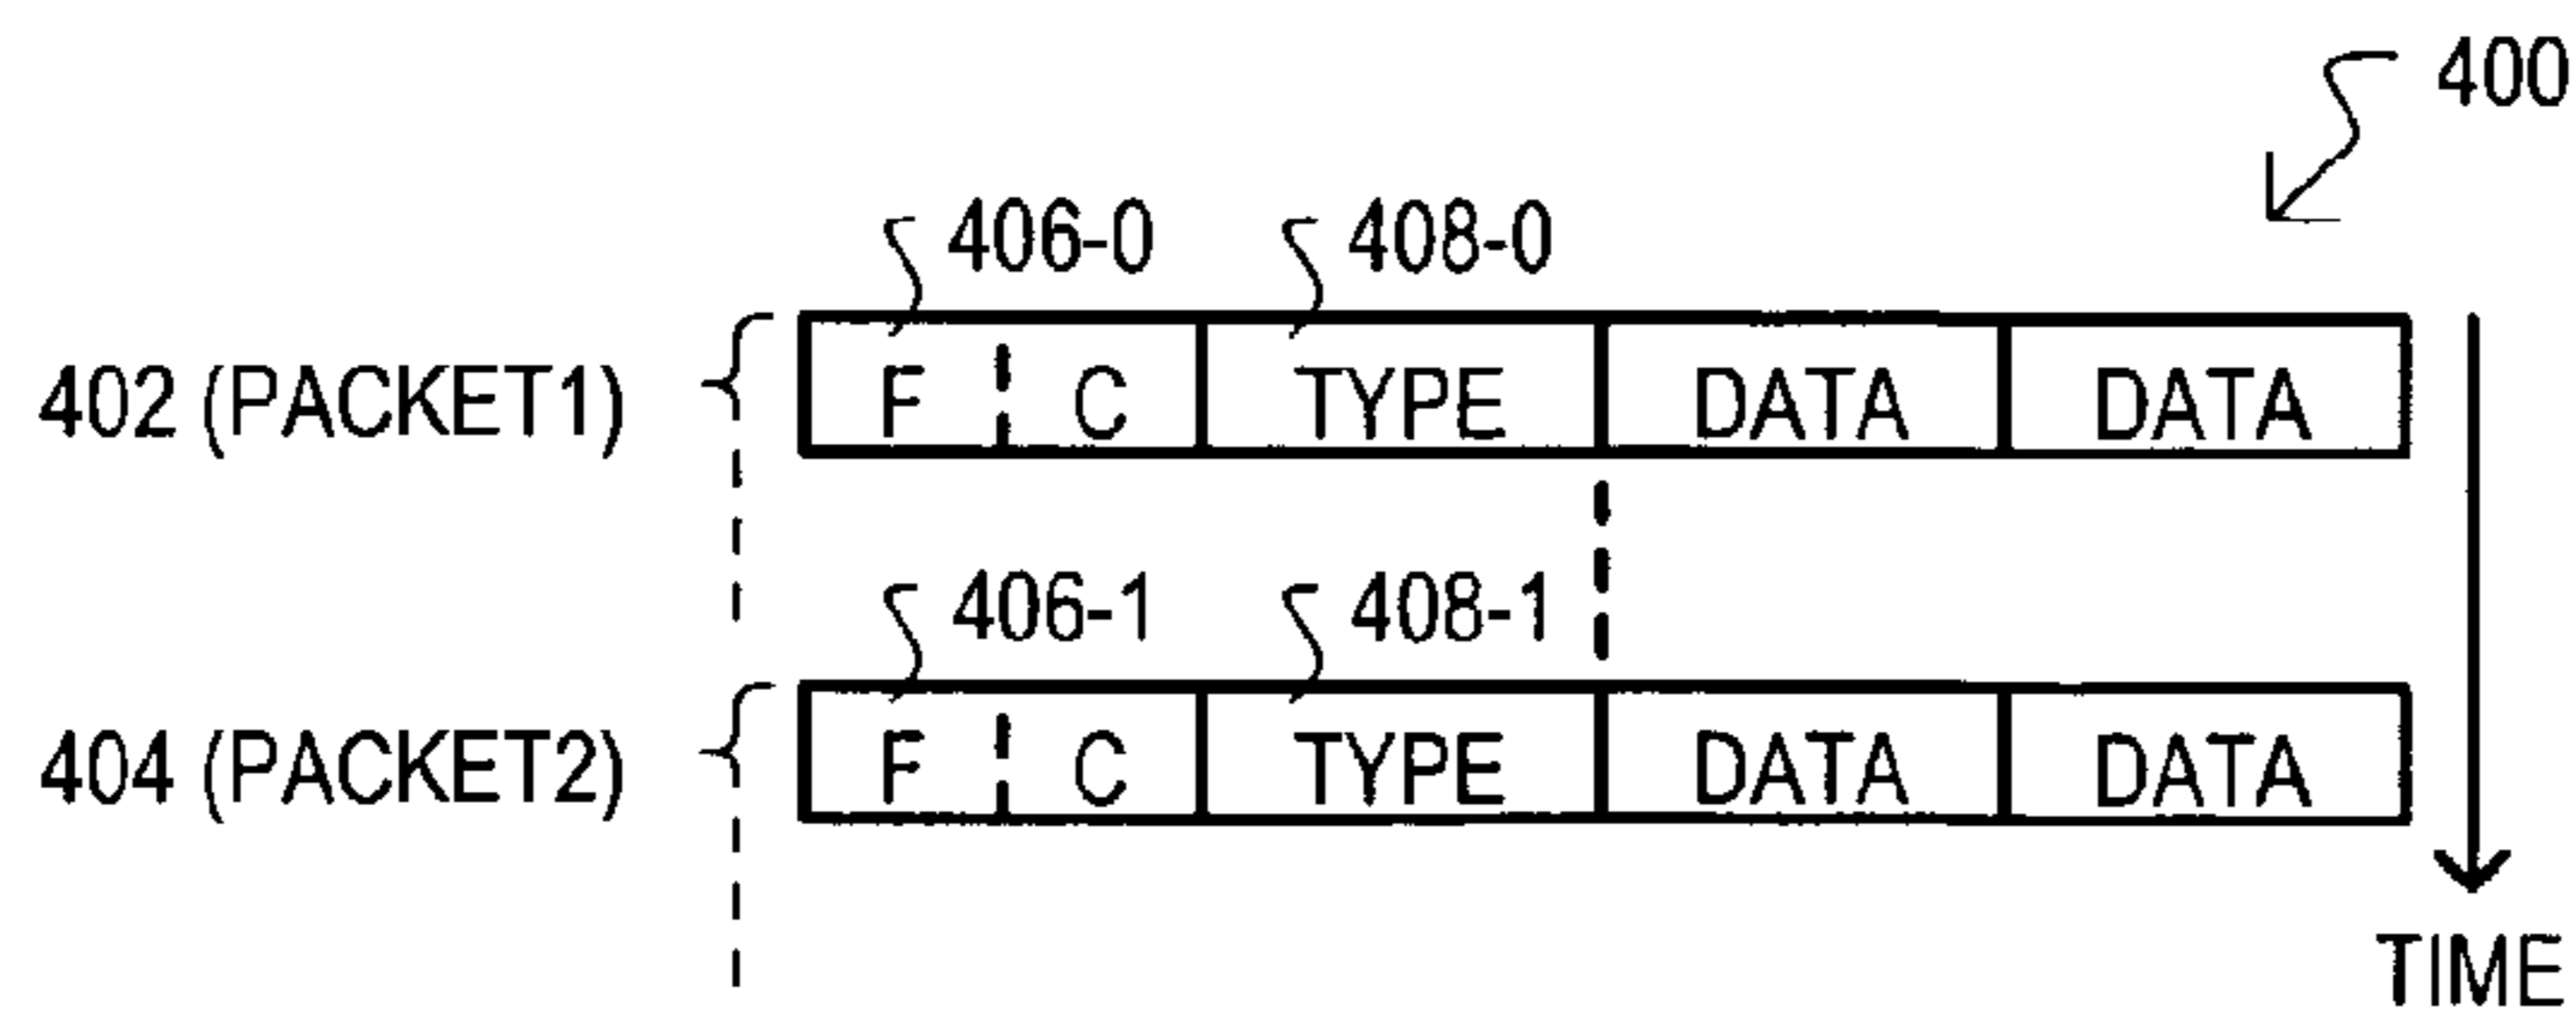 400
406-0 408-0
402 (PACKET1) F C TYPE DATA DATA
406-1 408-1
404 (PACKET2) F C TYPE DATA DATA
TIME